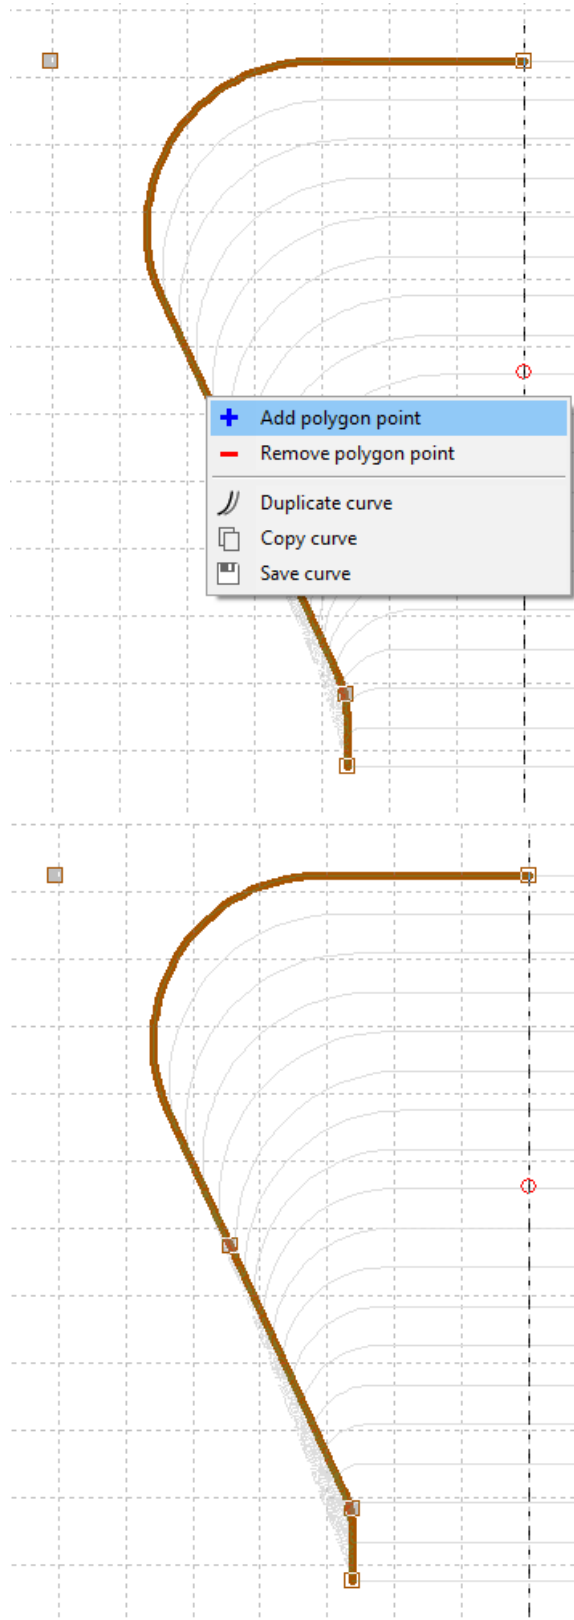 Add polygon point
Remove polygon point
Duplicate curve
Copy curve
Save curve